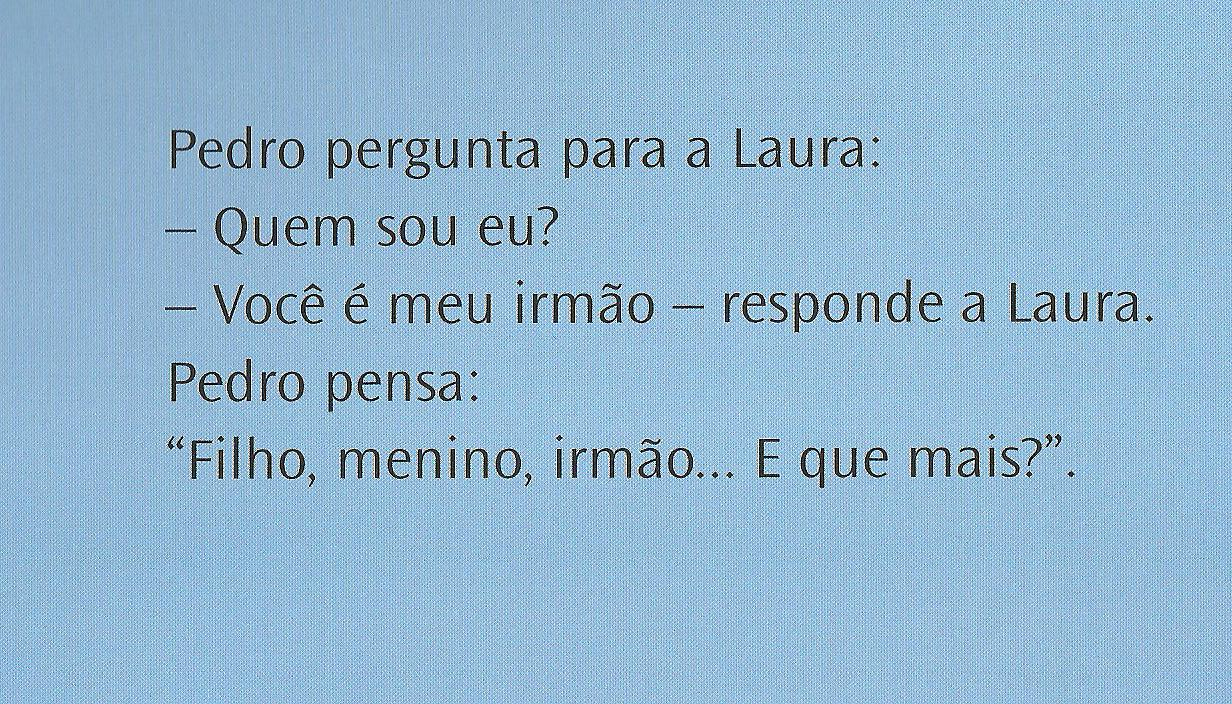 Pedro pergunta para a Laura:
– Quem sou eu?
– Você é meu irmão – responde a Laura.
Pedro pensa:
“Filho, menino, irmão... E que mais?”.